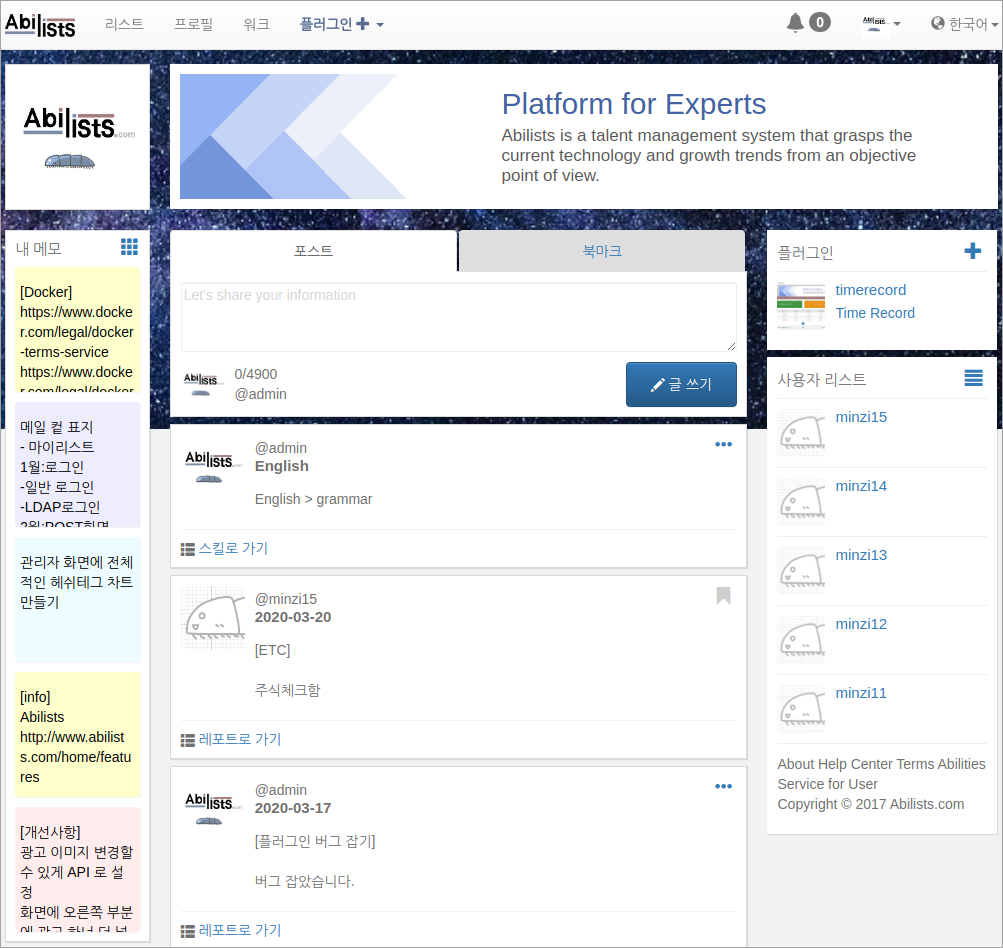 Abilists 리스트 프로필 워크 플러그인 0 Abilists 한국어
Abilists.com
Platform for Experts
Abilists is a talent management system that grasps the
current technology and growth trends from an objective
point of view.
내 메모
[Docker]
https://www.docke
r.com/legal/docker
-terms-service
https://www.docke
r.com/legal/docker
메일 컽 표지
- 마이리스트
1월:로그인
-일반 로그인
-LDAP로그인
2월:POST화면
관리자 화면에 전체
적인 헤쉬테그 차트
만들기
[info]
Abilists
http://www.abilist
s.com/home/featu
res
[개선사항]
광고 이미지 변경할
수 있게 API 로 설
정
화면에 오른쪽 부분
에 광고 하나 더 넣
포스트 북마크
Let's share your information
Abilists
0/4900
@admin
글 쓰기
Abilists
@admin
English
English > grammar
스킬로 가기
@minzi15
2020-03-20
[ETC]
주식체크함
레포트로 가기
Abilists
@admin
2020-03-17
[플러그인 버그 잡기]
버그 잡았습니다.
레포트로 가기
플러그인
timerecord
Time Record
사용자 리스트
minzi15
minzi14
minzi13
minzi12
minzi11
About Help Center Terms Abilities
Service for User
Copyright © 2017 Abilists.com